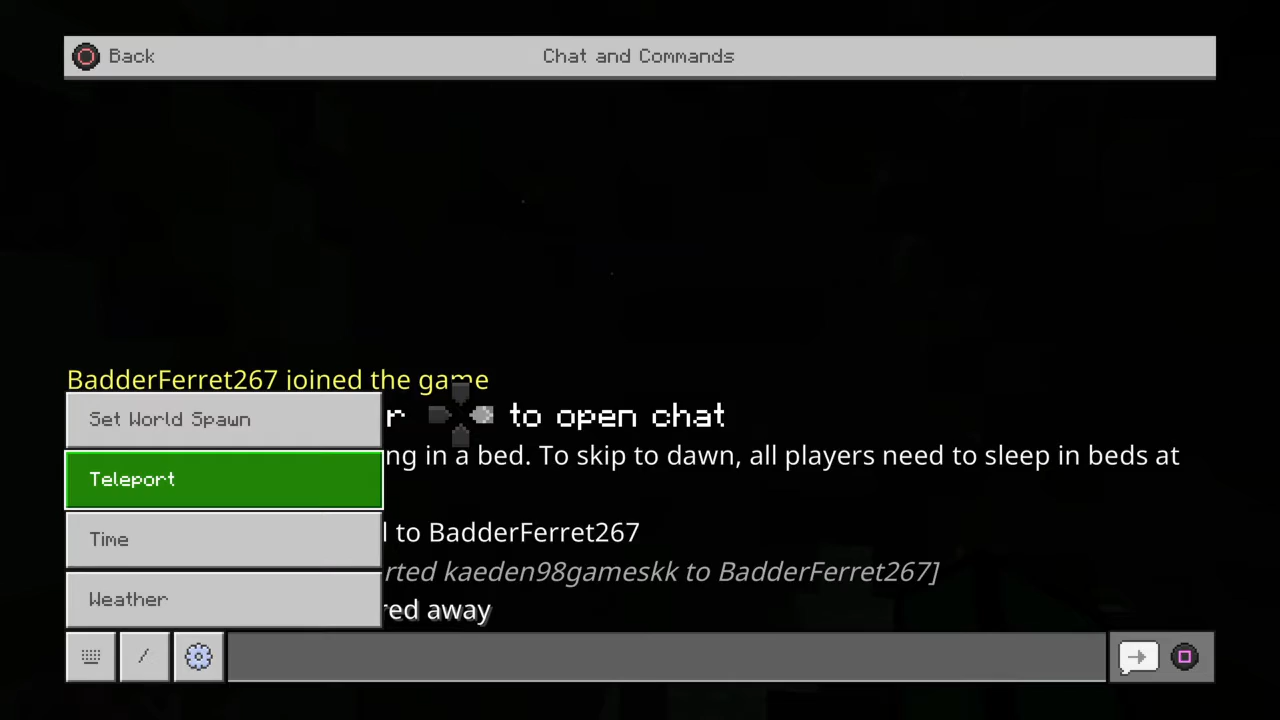 Back
Chat and Commands
BadderFerret267 joined the game
Set World Spawn
r to open chat
ng in a bed. To skip to dawn, all players need to sleep in beds at
Teleport
to BadderFerret267
Time
rted kaeden98gameskk to BadderFerret267]
Weather
red away
/